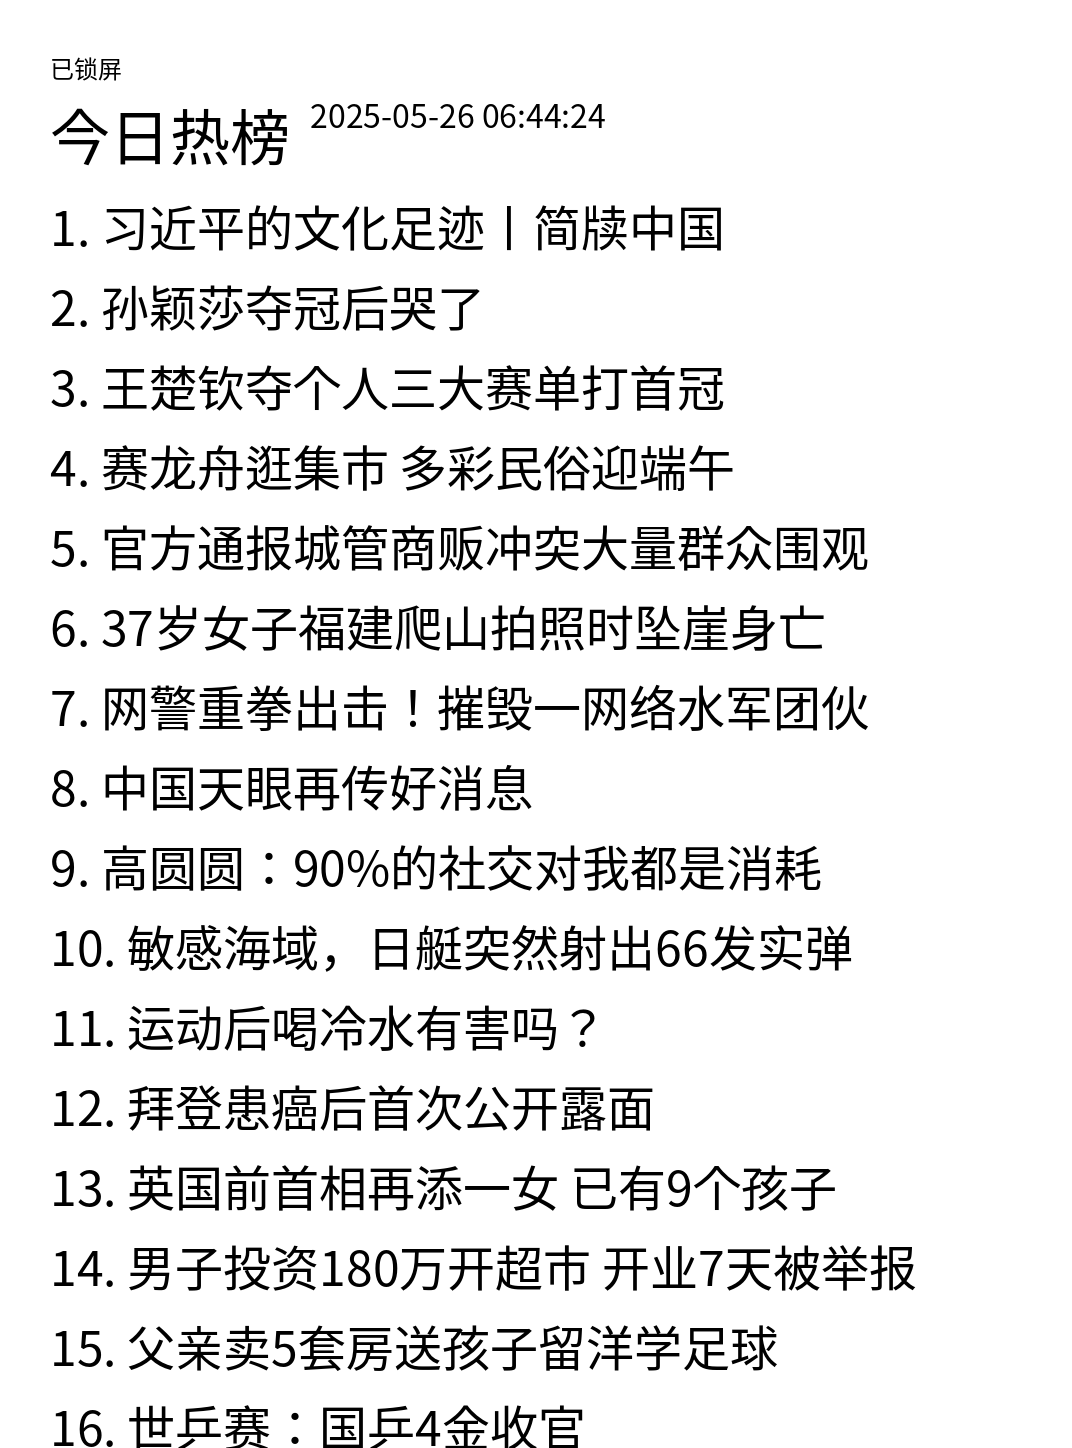 已锁屏
今日热榜 2025-05-26 06:44:24
1. 习近平的文化足迹丨简牍中国
2. 孙颖莎夺冠后哭了
3. 王楚钦夺个人三大赛单打首冠
4. 赛龙舟逛集市 多彩民俗迎端午
5. 官方通报城管商贩冲突大量群众围观
6. 37岁女子福建爬山拍照时坠崖身亡
7. 网警重拳出击！摧毁一网络水军团伙
8. 中国天眼再传好消息
9. 高圆圆：90%的社交对我都是消耗
10. 敏感海域，日艇突然射出66发实弹
11. 运动后喝冷水有害吗？
12. 拜登患癌后首次公开露面
13. 英国前首相再添一女 已有9个孩子
14. 男子投资180万开超市 开业7天被举报
15. 父亲卖5套房送孩子留洋学足球
16. 世乒赛：国乒4金收官